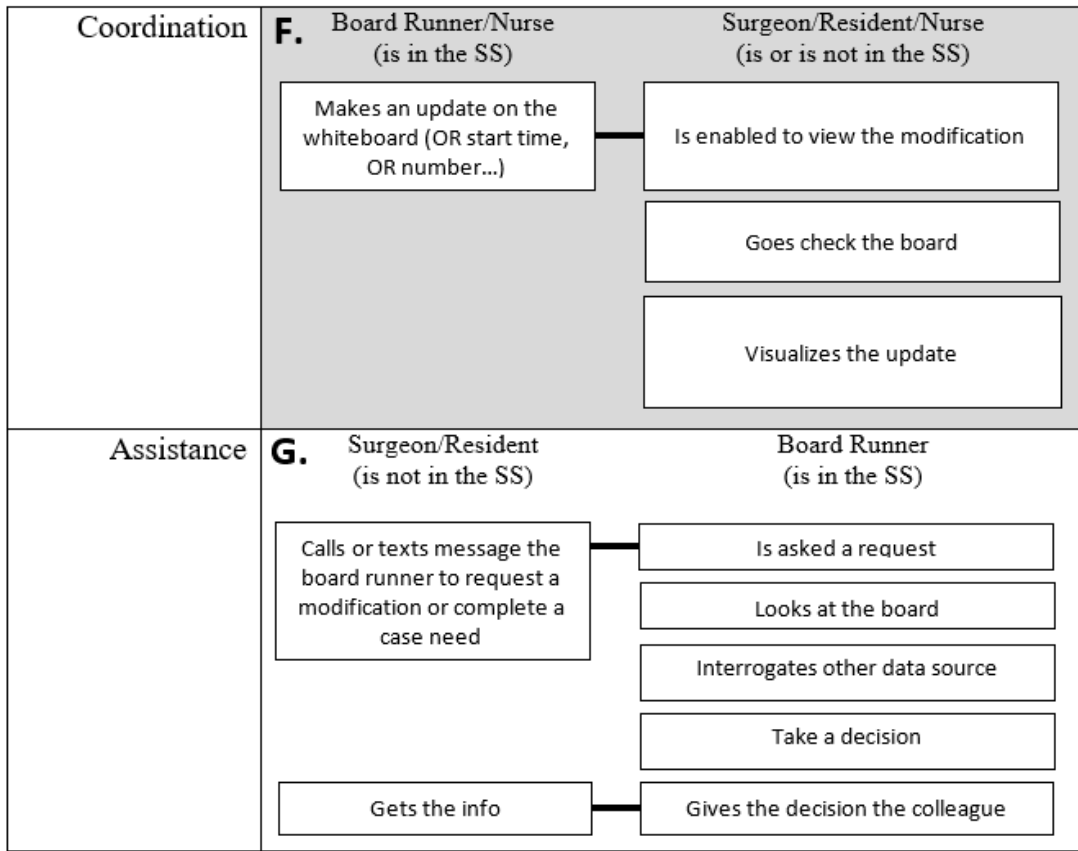 Coordination
F.
Board Runner/Nurse
(is in the SS)
Surgeon/Resident/Nurse
(is or is not in the SS)
Makes an update on the
whiteboard (OR start time,
OR number...)
Is enabled to view the modification
Goes check the board
Visualizes the update
Assistance
G.
Surgeon/Resident
(is not in the SS)
Board Runner
(is in the SS)
Calls or texts message the
board runner to request a
modification or complete a
case need
Is asked a request
Looks at the board
Interrogates other data source
Take a decision
Gets the info
Gives the decision the colleague